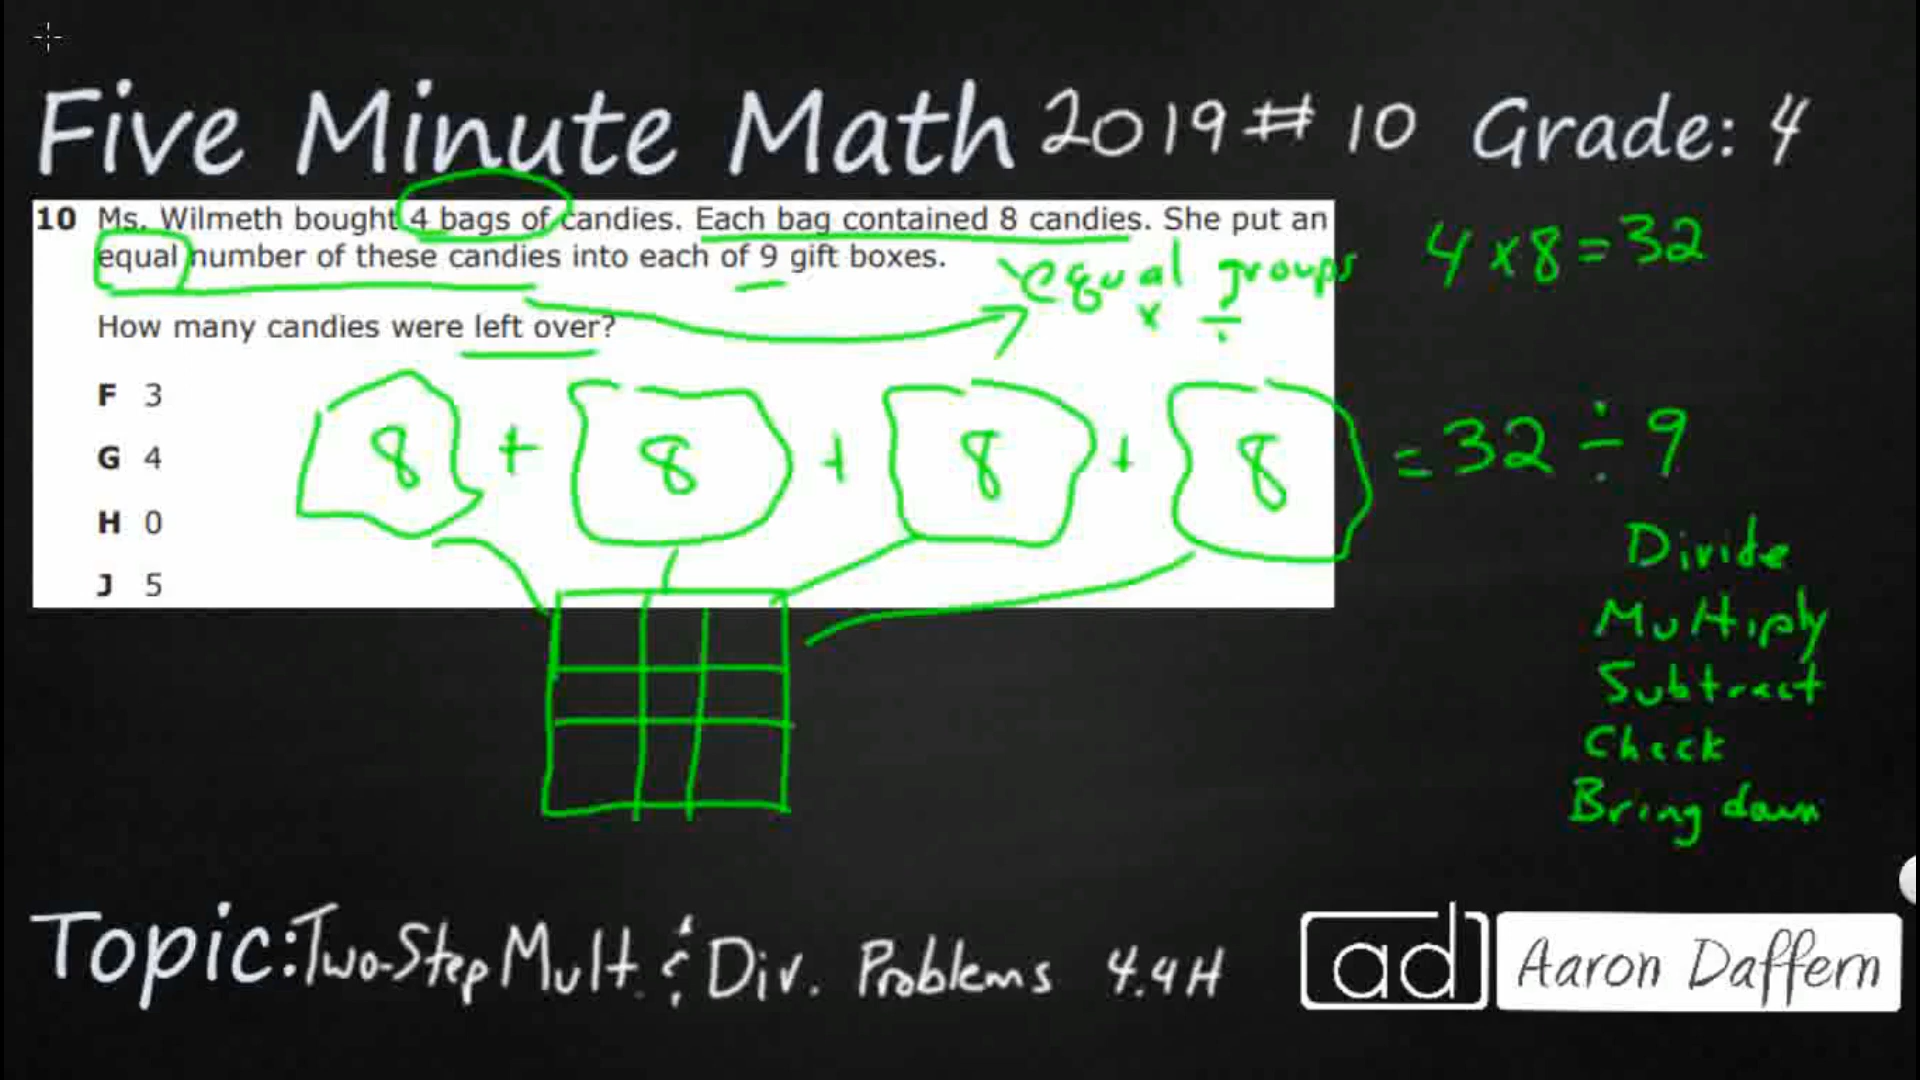 Five Minute Math 2019 # 10 Grade: 4
10 Ms. Wilmeth bought 4 bags of candies. Each bag contained 8 candies. She put an
equal number of these candies into each of 9 gift boxes.
4 x 8 = 32
equal groups
x ÷
How many candies were left over?
F 3
G 4
H 0
J 5
8 + 8 + 8 + 8 = 32 ÷ 9
Divide
Multiply
Subtract
Check
Bring down
Topic: Two-Step Mult. & Div. Problems 4.4H
ad Aaron Daffern